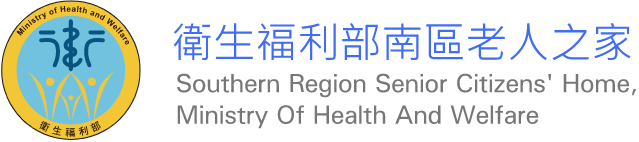 Ministry of Health and Welfare
衛生福利部
衛生福利部南區老人之家
Southern Region Senior Citizens' Home,
Ministry Of Health And Welfare